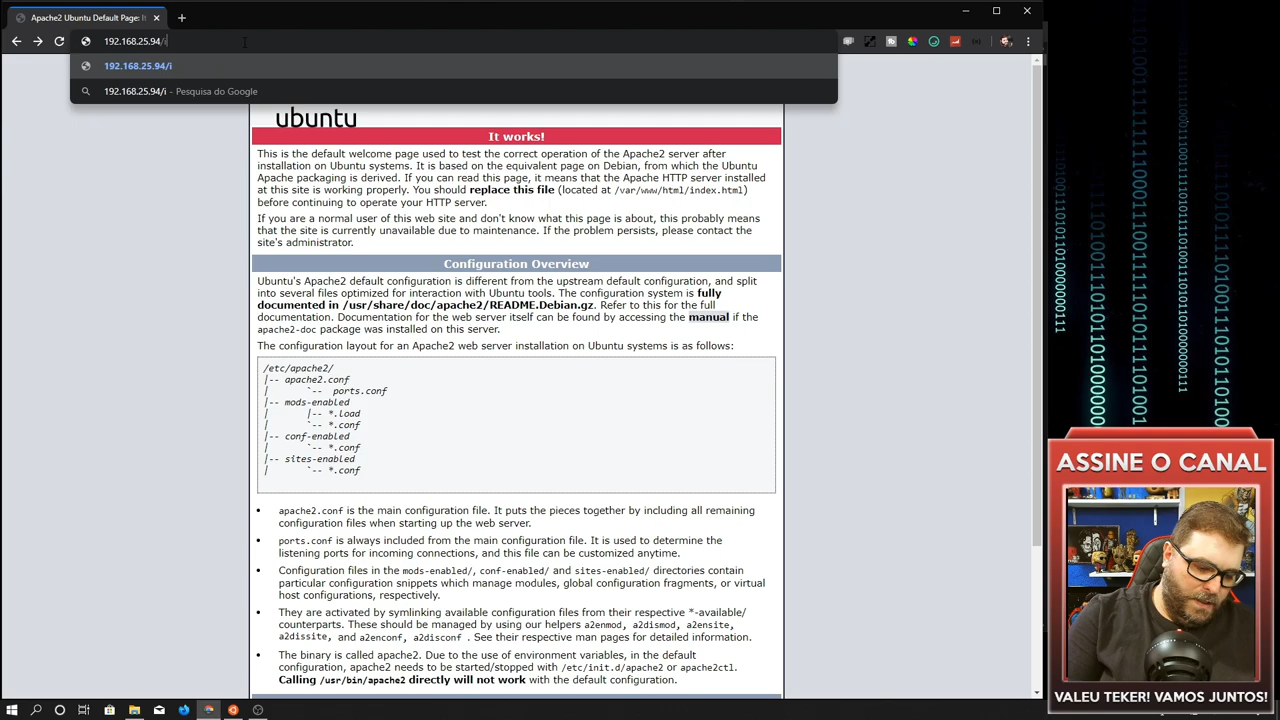 Apache2 Ubuntu Default Page: It
192.168.25.94/i
192.168.25.94/i
192.168.25.94/i - Pesquisa do Google
ubuntu
It works!
This is the default welcome page used to test the correct operation of the Apache2 server after
installation on Ubuntu systems. It is based on the equivalent page on Debian, from which the Ubuntu
Apache packaging is derived. If you can read this page, it means that the Apache HTTP server installed
at this site is working properly. You should replace this file (located at /var/www/html/index.html)
before continuing to operate your HTTP server.
If you are a normal user of this web site and don't know what this page is about, this probably means
that the site is currently unavailable due to maintenance. If the problem persists, please contact the
site's administrator.
Configuration Overview
Ubuntu's Apache2 default configuration is different from the upstream default configuration, and split
into several files optimized for interaction with Ubuntu tools. The configuration system is fully
documented in /usr/share/doc/apache2/README.Debian.gz. Refer to this for the full
documentation. Documentation for the web server itself can be found by accessing the manual if the
apache2-doc package was installed on this server.
The configuration layout for an Apache2 web server installation on Ubuntu systems is as follows:
/etc/apache2/
|-- apache2.conf
|       `--  ports.conf
|-- mods-enabled
|       |-- *.load
|       `-- *.conf
|-- conf-enabled
|       `-- *.conf
|-- sites-enabled
|       `-- *.conf
apache2.conf is the main configuration file. It puts the pieces together by including all remaining
configuration files when starting up the web server.
ports.conf is always included from the main configuration file. It is used to determine the
listening ports for incoming connections, and this file can be customized anytime.
Configuration files in the mods-enabled/, conf-enabled/ and sites-enabled/ directories contain
particular configuration snippets which manage modules, global configuration fragments, or virtual
host configurations, respectively.
They are activated by symlinking available configuration files from their respective *-available/
counterparts. These should be managed by using our helpers a2enmod, a2dismod, a2ensite,
a2dissite, and a2enconf, a2disconf . See their respective man pages for detailed information.
The binary is called apache2. Due to the use of environment variables, in the default
configuration, apache2 needs to be started/stopped with /etc/init.d/apache2 or apache2ctl.
Calling /usr/bin/apache2 directly will not work with the default configuration.
ASSINE O CANAL
VALEU TEKER! VAMOS JUNTOS!